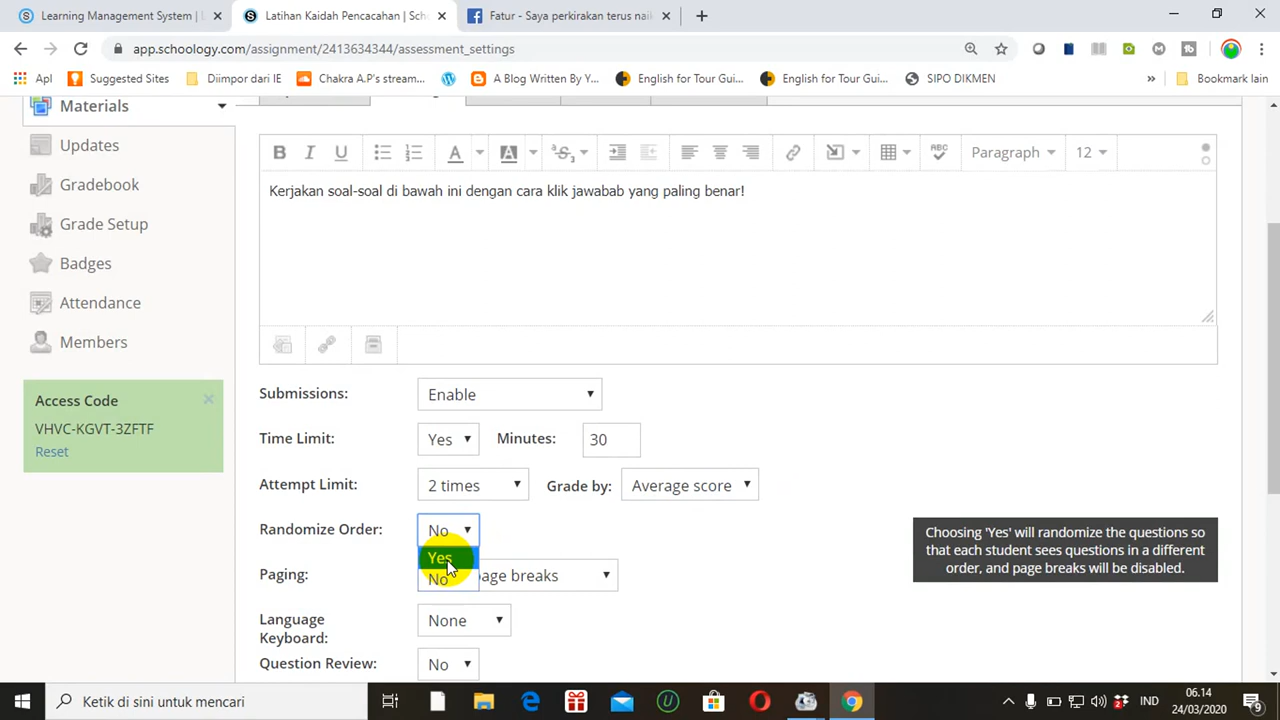 Learning Management System |
Latihan Kaidah Pencacahan | Sch
Fatur - Saya perkirakan terus naik
app.schoology.com/assignment/2413634344/assessment_settings
Apl
Suggested Sites
Diimpor dari IE
Chakra A.P's stream...
A Blog Written By Y...
English for Tour Gui...
English for Tour Gui...
SIPO DIKMEN
»
Bookmark lain
Materials
Updates
Gradebook
Grade Setup
Badges
Attendance
Members
Access Code
VHVC-KGVT-3ZFTF
Reset
B I U A A S ABC Paragraph 12
Kerjakan soal-soal di bawah ini dengan cara klik jawabab yang paling benar!
Submissions: Enable
Time Limit: Yes Minutes: 30
Attempt Limit: 2 times Grade by: Average score
Randomize Order: No
Yes
No
Choosing 'Yes' will randomize the questions so
that each student sees questions in a different
order, and page breaks will be disabled.
Paging: page breaks
Language
Keyboard:
None
Question Review: No
Ketik di sini untuk mencari
IND
06.14
24/03/2020
9